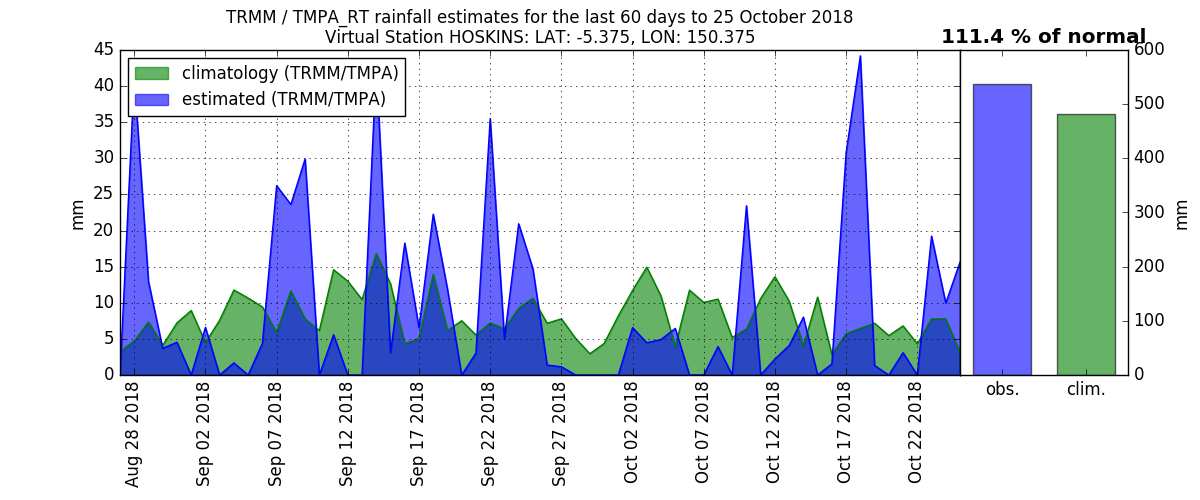 TRMM / TMPA_RT rainfall estimates for the last 60 days to 25 October 2018
Virtual Station HOSKINS: LAT: -5.375, LON: 150.375
111.4 % of normal
climatology (TRMM/TMPA)
estimated (TRMM/TMPA)
mm
45
40
35
30
25
20
15
10
5
0
Aug 28 2018
Sep 02 2018
Sep 07 2018
Sep 12 2018
Sep 17 2018
Sep 22 2018
Sep 27 2018
Oct 02 2018
Oct 07 2018
Oct 12 2018
Oct 17 2018
Oct 22 2018
600
500
400
300
200
100
0
mm
obs.
clim.